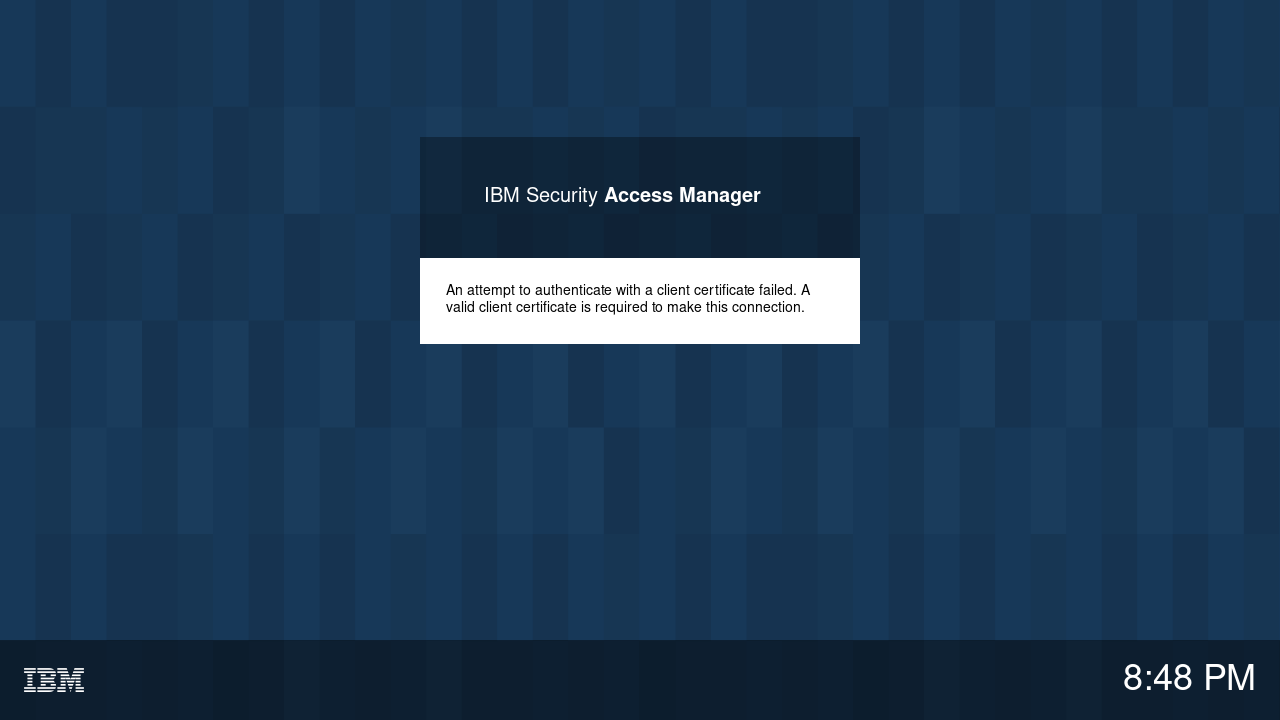 IBM Security Access Manager
An attempt to authenticate with a client certificate failed. A
valid client certificate is required to make this connection.
IBM
8:48 PM